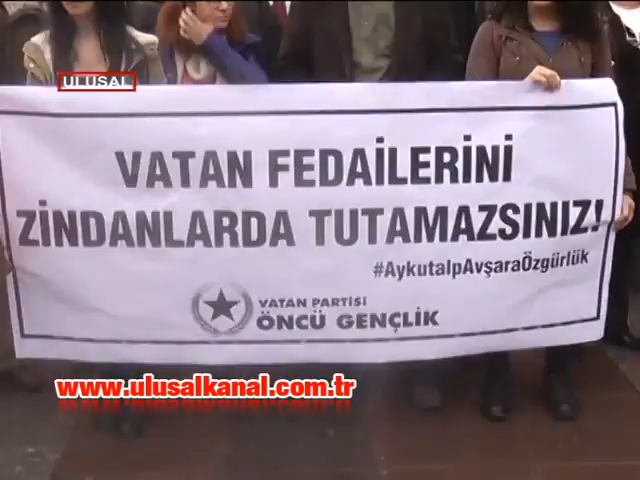 ULUSAL
VATAN FEDAİLERİNİ
ZİNDANLARDA TUTAMAZSINIZ!
#AykutalpAvşaraÖzgürlük
VATAN PARTİSİ
ÖNCÜ GENÇLİK
www.ulusalkanal.com.tr